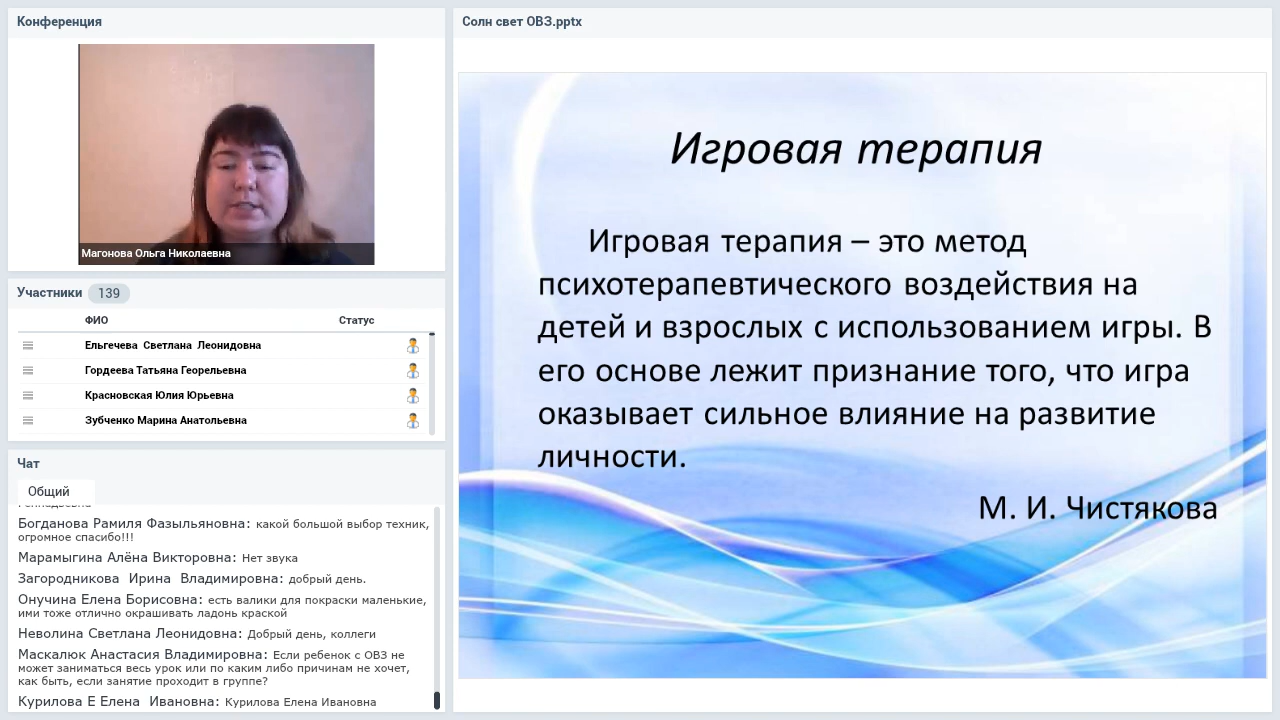 Конференция
Магонова Ольга Николаевна
Участники 139
ФИО Статус
Ельгечева Светлана Леонидовна
Гордеева Татьяна Георельевна
Красновская Юлия Юрьевна
Зубченко Марина Анатольевна
Чат
Общий
Богданова Рамиля Фазыльяновна: какой большой выбор техник,
огромное спасибо!!!
Марамыгина Алёна Викторовна: Нет звука
Загородникова Ирина Владимировна: добрый день.
Онучина Елена Борисовна: есть валики для покраски маленькие,
ими тоже отлично окрашивать ладонь краской
Неволина Светлана Леонидовна: Добрый день, коллеги
Маскалюк Анастасия Владимировна: Если ребенок с ОВЗ не
может заниматься весь урок или по каким либо причинам не хочет,
как быть, если занятие проходит в группе?
Курилова Е Елена Ивановна: Курилова Елена Ивановна
Солн свет ОВЗ.pptx
Игровая терапия
Игровая терапия – это метод
психотерапевтического воздействия на
детей и взрослых с использованием игры. В
его основе лежит признание того, что игра
оказывает сильное влияние на развитие
личности.
М. И. Чистякова